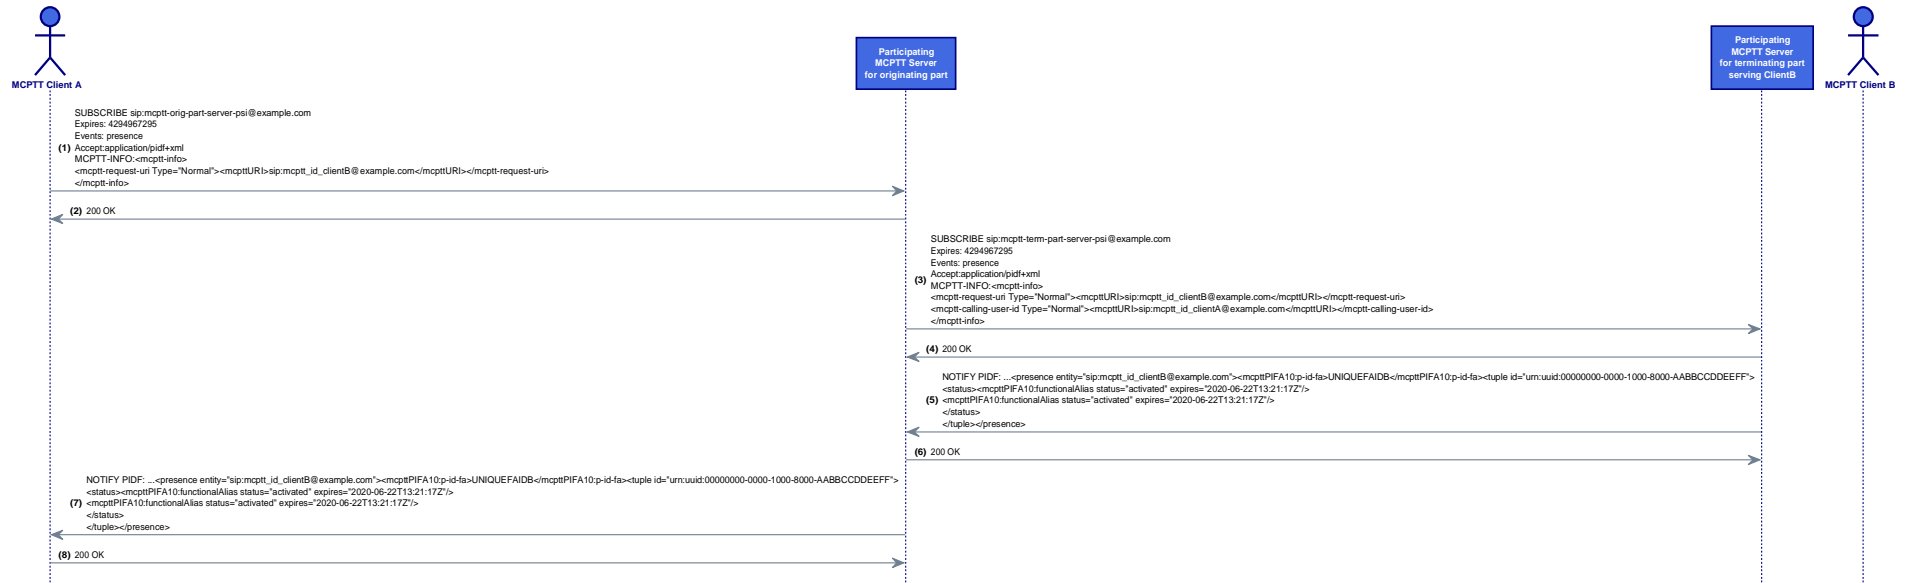 Participating
MCPTT Server
for originating part
Participating
MCPTT Server
for terminating part
serving ClientB
MCPTT Client A
MCPTT Client B
SUBSCRIBE sip:mcptt-orig-part-server-psi@example.com
Expires: 4294967295
Events: presence
(1) Accept:application/pidf+xml
MCPTT-INFO:<mcptt-info>
<mcptt-request-uri Type="Normal"><mcpttURI>sip:mcptt_id_clientB@example.com</mcpttURI></mcptt-request-uri>
</mcptt-info>
(2) 200 OK
SUBSCRIBE sip:mcptt-term-part-server-psi@example.com
Expires: 4294967295
Events: presence
(3) Accept:application/pidf+xml
MCPTT-INFO:<mcptt-info>
<mcptt-request-uri Type="Normal"><mcpttURI>sip:mcptt_id_clientB@example.com</mcpttURI></mcptt-request-uri>
<mcptt-calling-user-id Type="Normal"><mcpttURI>sip:mcptt_id_clientA@example.com</mcpttURI></mcptt-calling-user-id>
</mcptt-info>
(4) 200 OK
NOTIFY PIDF: ...<presence entity="sip:mcptt_id_clientB@example.com"><mcpttPIFA10:p-id-fa>UNIQUEFAIDB</mcpttPIFA10:p-id-fa><tuple id="urn:uuid:00000000-0000-1000-8000-AABBCCDDEEFF">
<status><mcpttPIFA10:functionalAlias status="activated" expires="2020-06-22T13:21:17Z"/>
(5) <mcpttPIFA10:functionalAlias status="activated" expires="2020-06-22T13:21:17Z"/>
</status>
</tuple></presence>
(6) 200 OK
NOTIFY PIDF: ...<presence entity="sip:mcptt_id_clientB@example.com"><mcpttPIFA10:p-id-fa>UNIQUEFAIDB</mcpttPIFA10:p-id-fa><tuple id="urn:uuid:00000000-0000-1000-8000-AABBCCDDEEFF">
<status><mcpttPIFA10:functionalAlias status="activated" expires="2020-06-22T13:21:17Z"/>
(7) <mcpttPIFA10:functionalAlias status="activated" expires="2020-06-22T13:21:17Z"/>
</status>
</tuple></presence>
(8) 200 OK